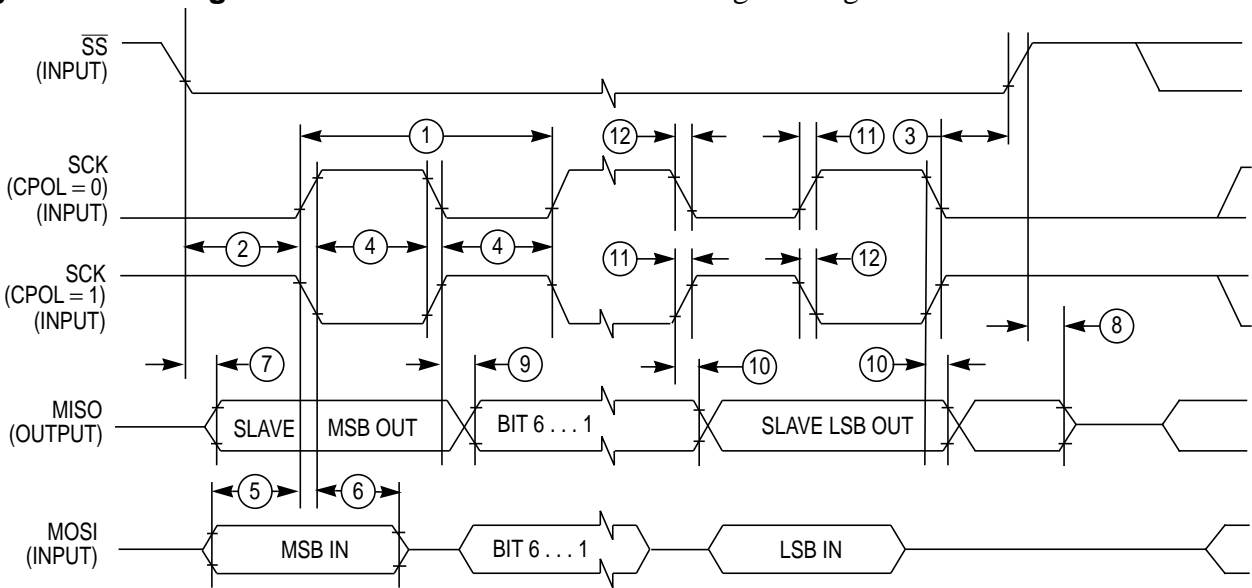 SS
(INPUT)
1
12
11
3
SCK
(CPOL = 0)
(INPUT)
2
4
4
11
12
SCK
(CPOL = 1)
(INPUT)
8
7
9
10
10
MISO
(OUTPUT)
SLAVE MSB OUT
BIT 6 . . . 1
SLAVE LSB OUT
5
6
MOSI
(INPUT)
MSB IN
BIT 6 . . . 1
LSB IN